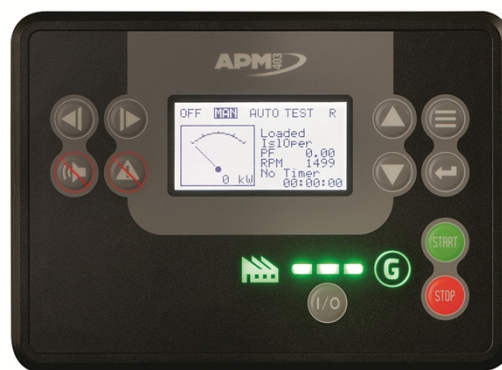 APM403
OFF MAN AUTO TEST R
Loaded
IslOper
PF 0.00
RPM 1499
No Timer
00:00:00
0 kW
G
START
STOP
I/O